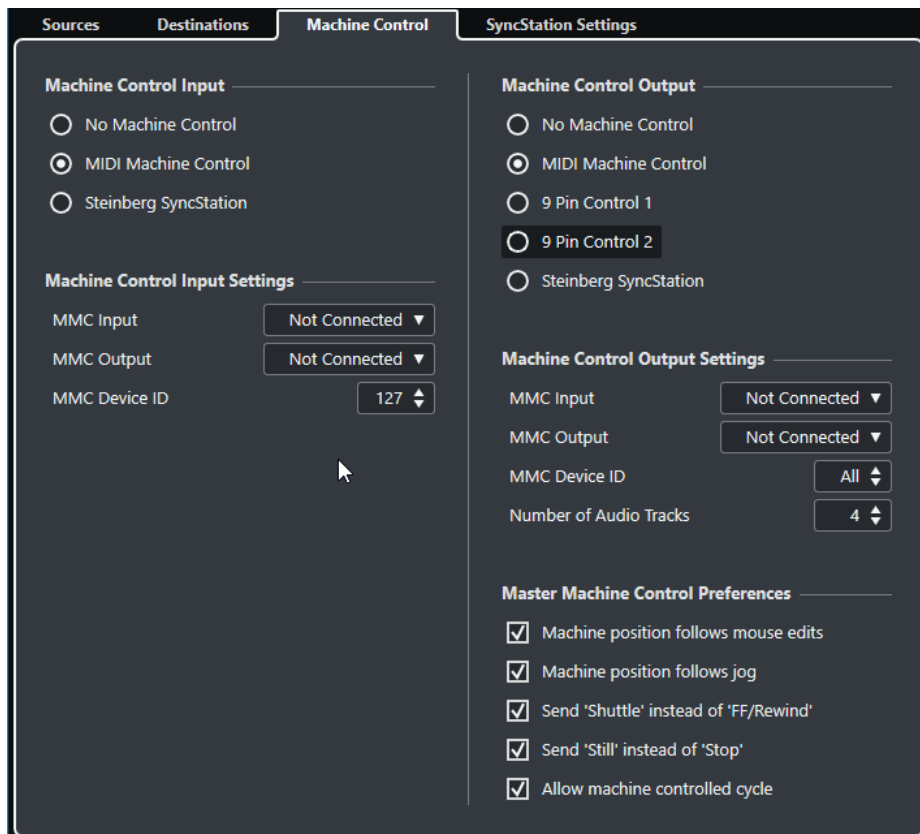 Sources Destinations Machine Control SyncStation Settings
Machine Control Input
No Machine Control
MIDI Machine Control
Steinberg SyncStation
Machine Control Input Settings
MMC Input Not Connected
MMC Output Not Connected
MMC Device ID 127
Machine Control Output
No Machine Control
MIDI Machine Control
9 Pin Control 1
9 Pin Control 2
Steinberg SyncStation
Machine Control Output Settings
MMC Input Not Connected
MMC Output Not Connected
MMC Device ID All
Number of Audio Tracks 4
Master Machine Control Preferences
Machine position follows mouse edits
Machine position follows jog
Send 'Shuttle' instead of 'FF/Rewind'
Send 'Still' instead of 'Stop'
Allow machine controlled cycle